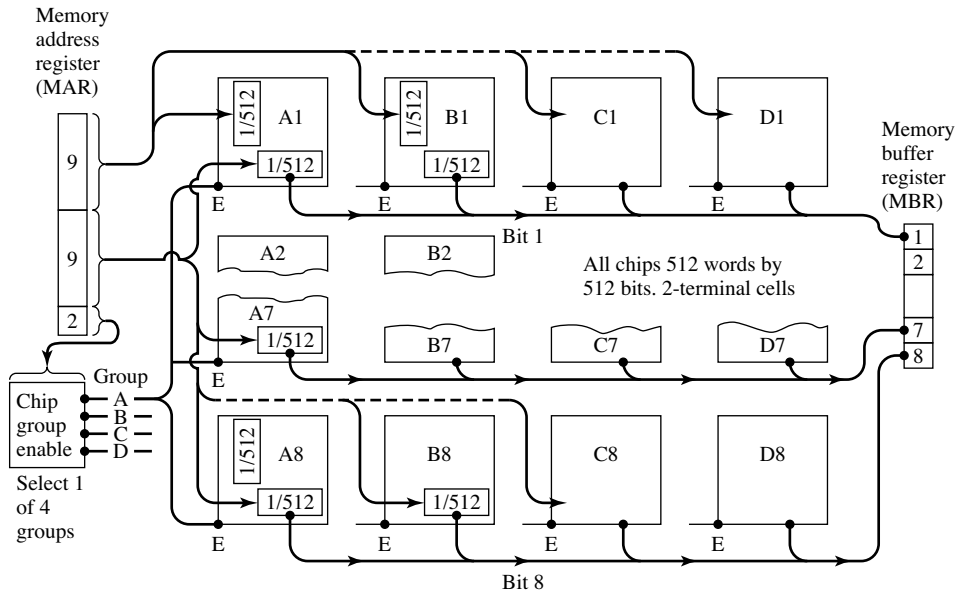 Memory
address
register
(MAR)
9
9
2
1/512
A1
1/512
E
1/512
B1
1/512
E
C1
E
D1
E
Bit 1
Memory
buffer
register
(MBR)
1
2
7
8
A2
B2
All chips 512 words by
512 bits. 2-terminal cells
A7
1/512
E
B7
C7
D7
Chip
group
enable
Group
A
B
C
D
Select 1
of 4
groups
1/512
A8
1/512
E
B8
1/512
E
C8
E
D8
E
Bit 8